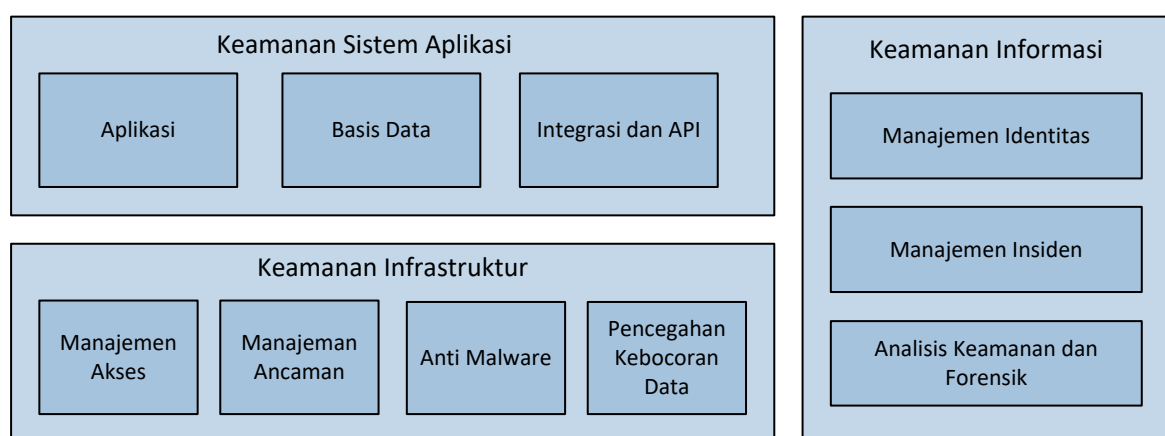 Keamanan Sistem Aplikasi
Aplikasi
Basis Data
Integrasi dan API
Keamanan Infrastruktur
Manajemen
Akses
Manajeman
Ancaman
Anti Malware
Pencegahan
Kebocoran
Data
Keamanan Informasi
Manajemen Identitas
Manajemen Insiden
Analisis Keamanan dan
Forensik